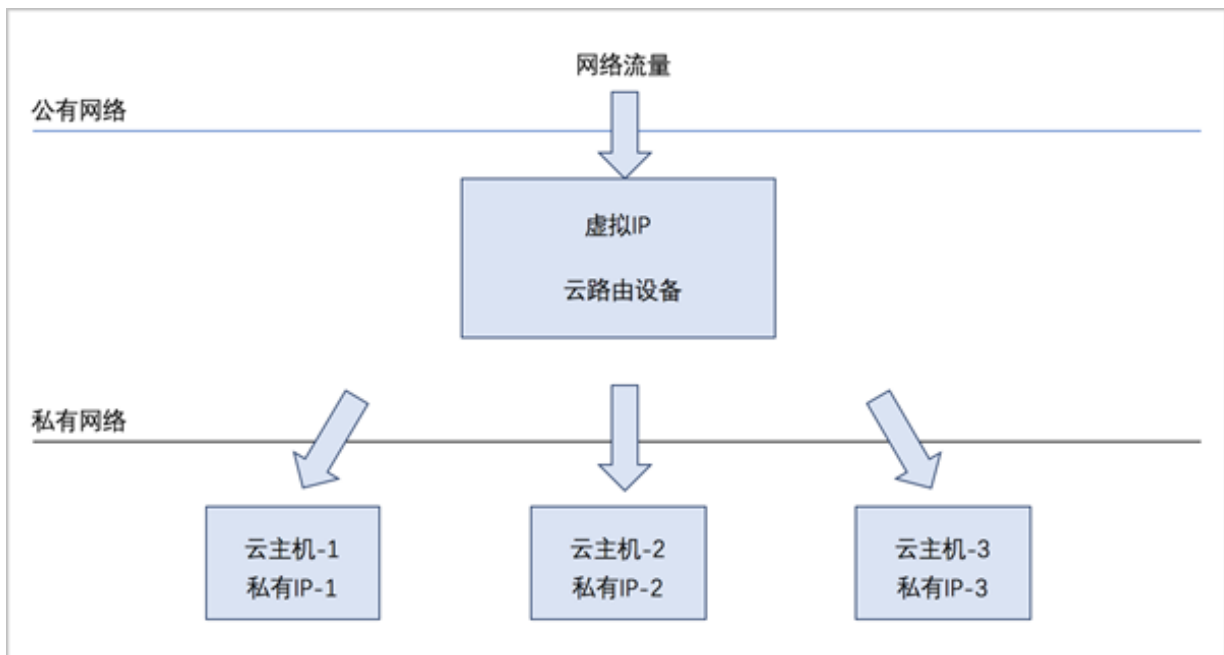 网络流量
公有网络
虚拟IP
云路由设备
私有网络
云主机-1
私有IP-1
云主机-2
私有IP-2
云主机-3
私有IP-3